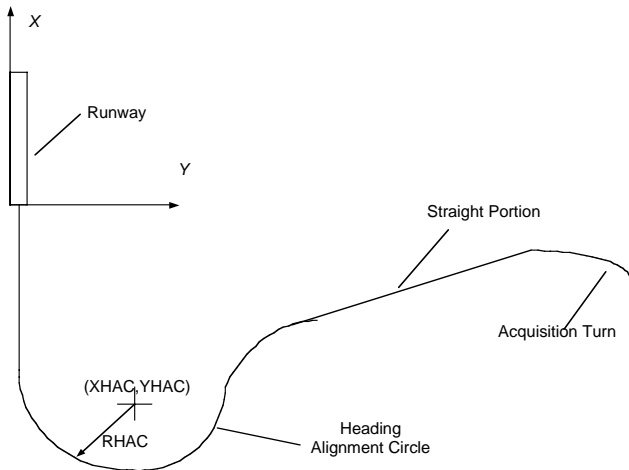 X
Runway
Y
Straight Portion
Acquisition Turn
(XHAC,YHAC)
RHAC
Heading
Alignment Circle